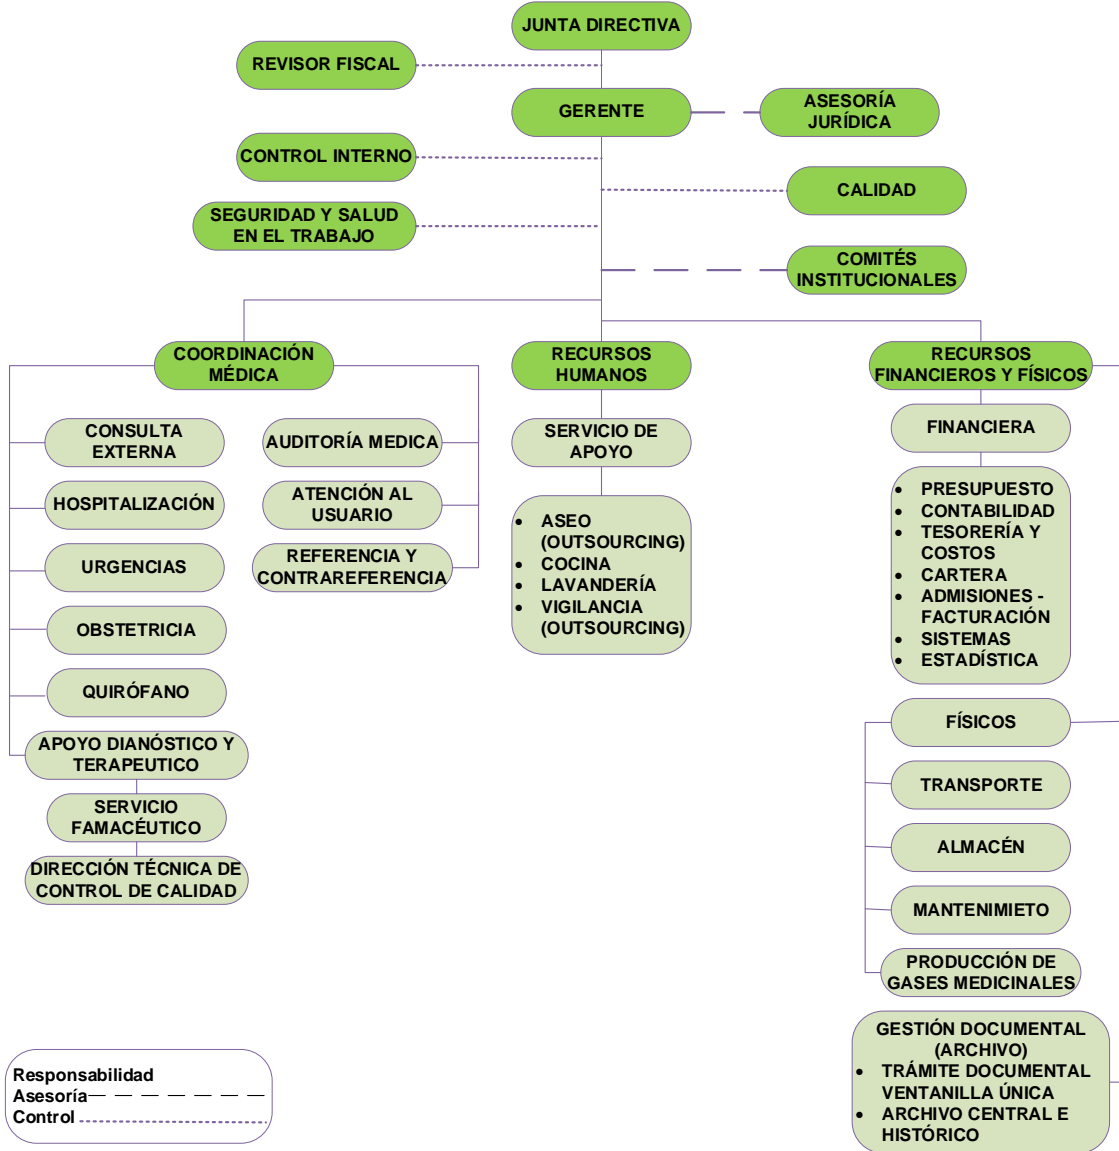 JUNTA DIRECTIVA
REVISOR FISCAL
GERENTE
ASESORÍA
JURÍDICA
CONTROL INTERNO
CALIDAD
SEGURIDAD Y SALUD
EN EL TRABAJO
COMITÉS
INSTITUCIONALES
COORDINACIÓN
MÉDICA
CONSULTA
EXTERNA
HOSPITALIZACIÓN
URGENCIAS
OBSTETRICIA
QUIRÓFANO
APOYO DIANÓSTICO Y
TERAPEUTICO
SERVICIO
FAMACÉUTICO
DIRECCIÓN TÉCNICA DE
CONTROL DE CALIDAD
AUDITORÍA MEDICA
ATENCIÓN AL
USUARIO
REFERENCIA Y
CONTRAREFERENCIA
RECURSOS
HUMANOS
SERVICIO DE
APOYO
• ASEO
(OUTSOURCING)
• COCINA
• LAVANDERÍA
• VIGILANCIA
(OUTSOURCING)
RECURSOS
FINANCIEROS Y FÍSICOS
FINANCIERA
• PRESUPUESTO
• CONTABILIDAD
• TESORERÍA Y
COSTOS
• CARTERA
• ADMISIONES -
FACTURACIÓN
• SISTEMAS
• ESTADÍSTICA
FÍSICOS
TRANSPORTE
ALMACÉN
MANTENIMIETO
PRODUCCIÓN DE
GASES MEDICINALES
GESTIÓN DOCUMENTAL
(ARCHIVO)
• TRÁMITE DOCUMENTAL
VENTANILLA ÚNICA
• ARCHIVO CENTRAL E
HISTÓRICO
Responsabilidad
Asesoría
Control